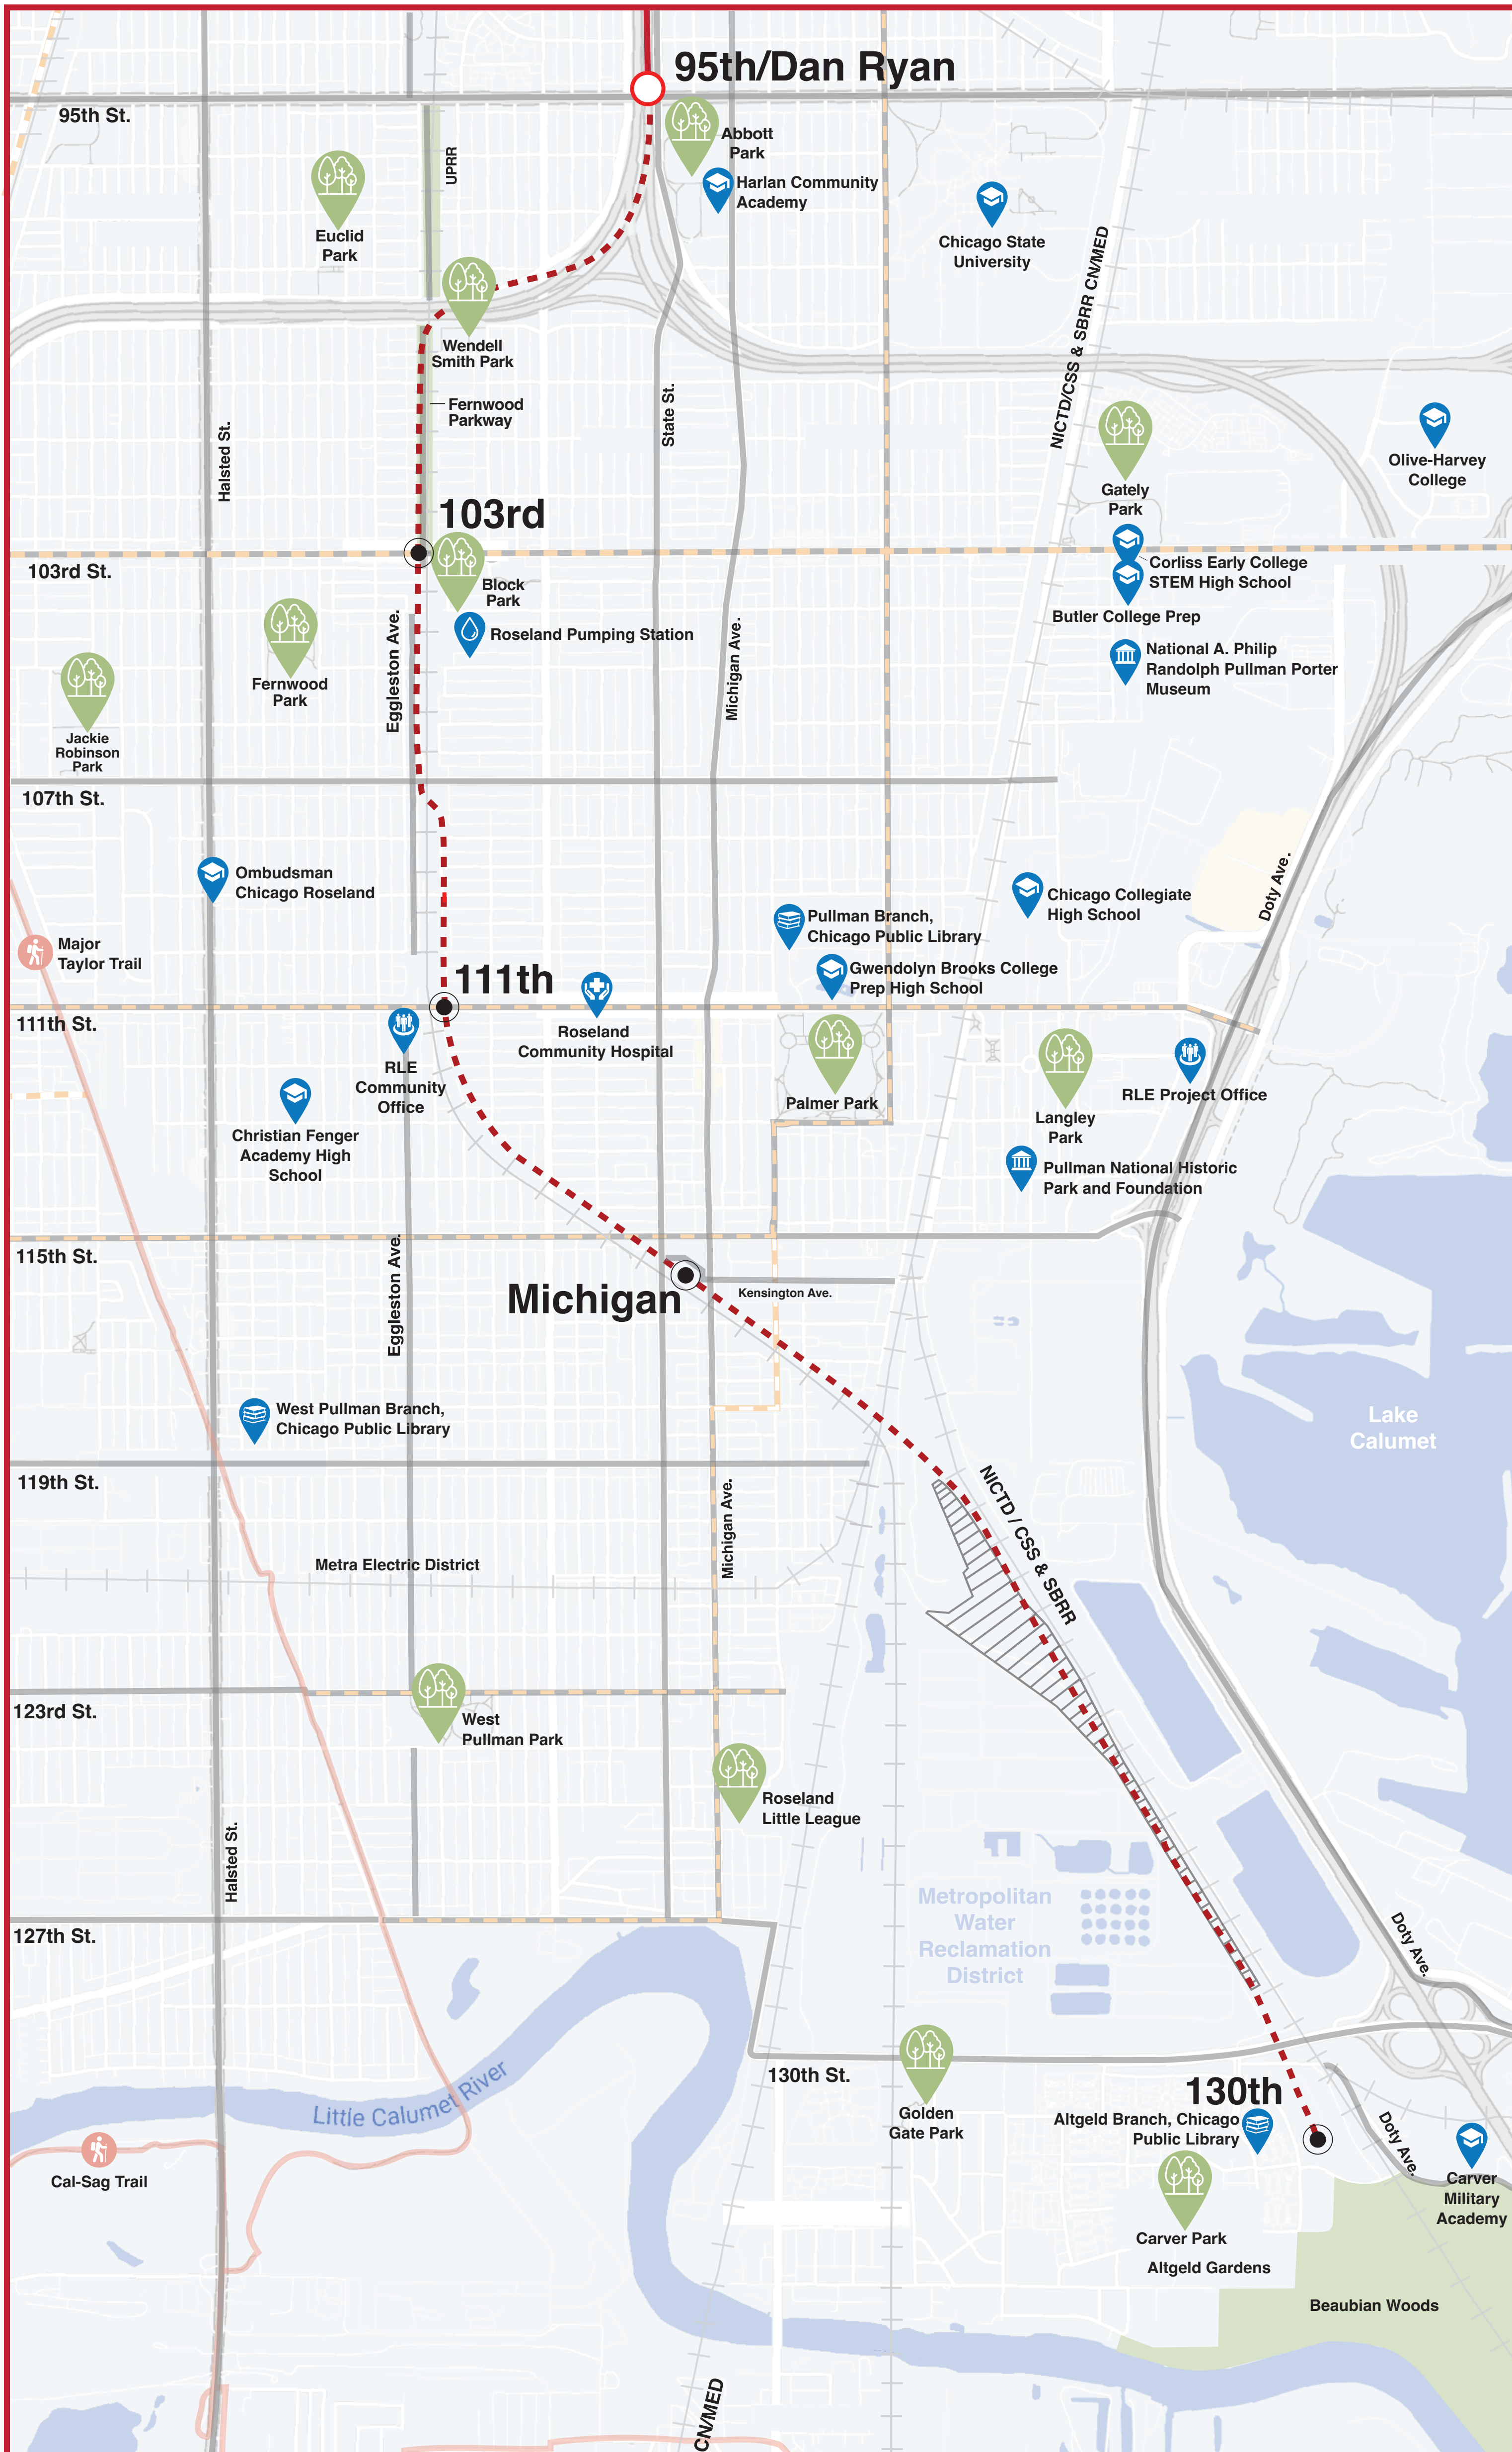 95th/Dan Ryan
95th St.
UPRR
Abbott
Park
Harlan Community
Academy
Euclid
Park
Chicago State
University
NICTD/CSS & SBRR CN/MED
Wendell
Smith Park
Fernwood
Parkway
Halsted St.
State St.
Gately
Park
Olive-Harvey
College
103rd
103rd St.
Block
Park
Corliss Early College
STEM High School
Butler College Prep
Roseland Pumping Station
Eggleston Ave.
Michigan Ave.
National A. Philip
Randolph Pullman Porter
Museum
Fernwood
Park
Jackie
Robinson
Park
107th St.
Ombudsman
Chicago Roseland
Doty Ave.
Chicago Collegiate
High School
Pullman Branch,
Chicago Public Library
Major
Taylor Trail
Gwendolyn Brooks College
Prep High School
111th
111th St.
Roseland
Community Hospital
RLE
Community
Office
Palmer Park
Langley
Park
RLE Project Office
Christian Fenger
Academy High
School
Pullman National Historic
Park and Foundation
115th St.
Eggleston Ave.
Michigan
Kensington Ave.
West Pullman Branch,
Chicago Public Library
Lake
Calumet
119th St.
Michigan Ave.
NICTD / CSS & SBRR
Metra Electric District
123rd St.
West
Pullman Park
Roseland
Little League
Halsted St.
Metropolitan
Water
Reclamation
District
127th St.
Doty Ave.
Little Calumet River
130th St.
130th
Golden
Gate Park
Altgeld Branch, Chicago
Public Library
Doty Ave.
Cal-Sag Trail
Carver
Military
Academy
Carver Park
Altgeld Gardens
Beaubian Woods
CN/MED